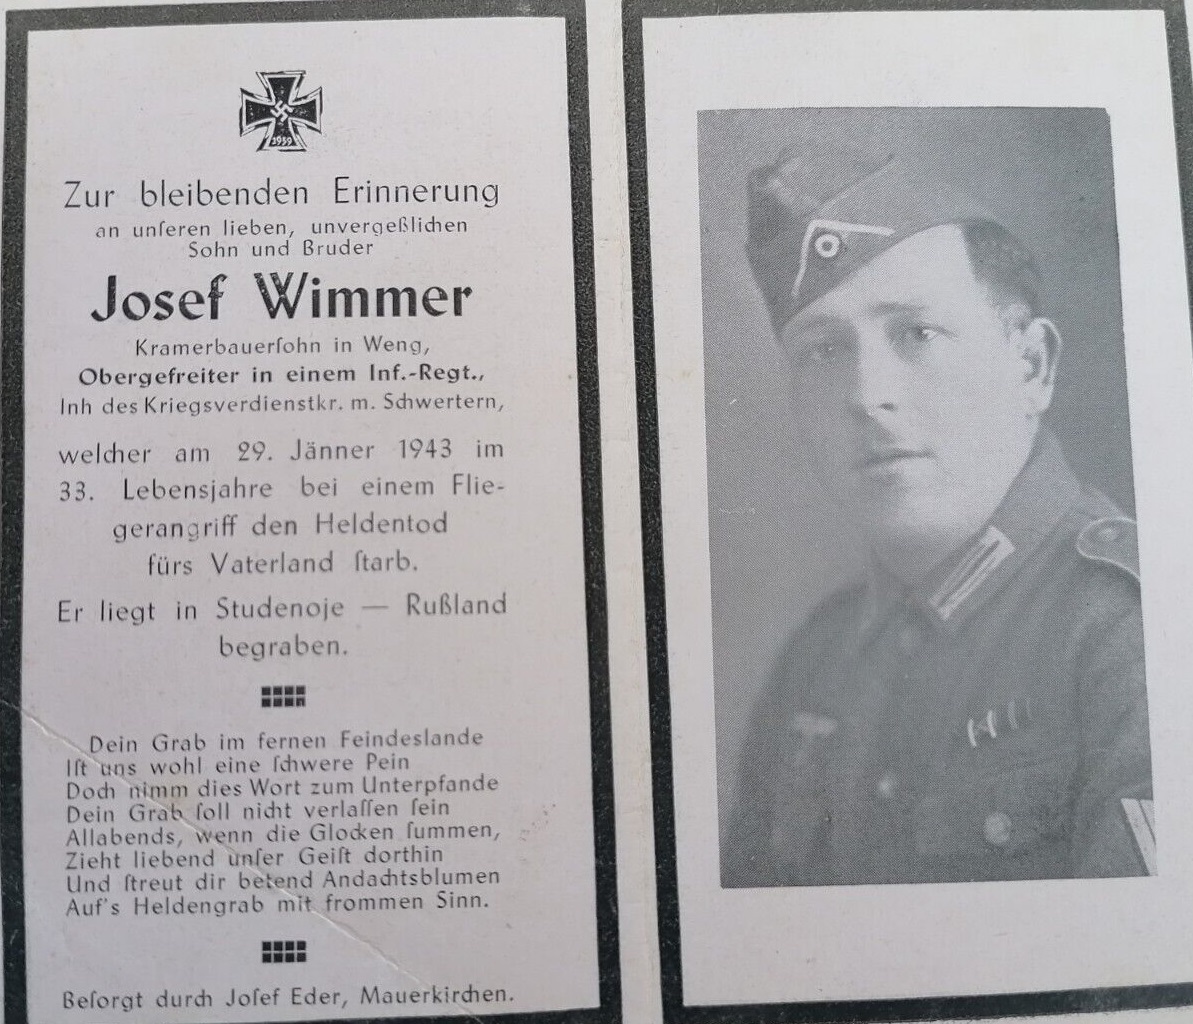 1939
Zur bleibenden Erinnerung
an unſeren lieben, unvergeßlichen
Sohn und Bruder
Josef Wimmer
Kramerbauerſohn in Weng,
Obergefreiter in einem Inf.-Regt.,
Inh des Kriegsverdienstkr. m. Schwertern,
welcher am 29. Jänner 1943 im
33. Lebensjahre bei einem Flie-
gerangriff den Heldentod
fürs Vaterland ſtarb.
Er liegt in Studenoje — Rußland
begraben.
Dein Grab im fernen Feindeslande
Iſt uns wohl eine ſchwere Pein
Doch nimm dies Wort zum Unterpfande
Dein Grab ſoll nicht verlaſſen ſein
Allabends, wenn die Glocken ſummen,
Zieht liebend unſer Geiſt dorthin
Und ſtreut dir betend Andachtsblumen
Auf's Heldengrab mit frommen Sinn.
Beſorgt durch Joſef Eder, Mauerkirchen.